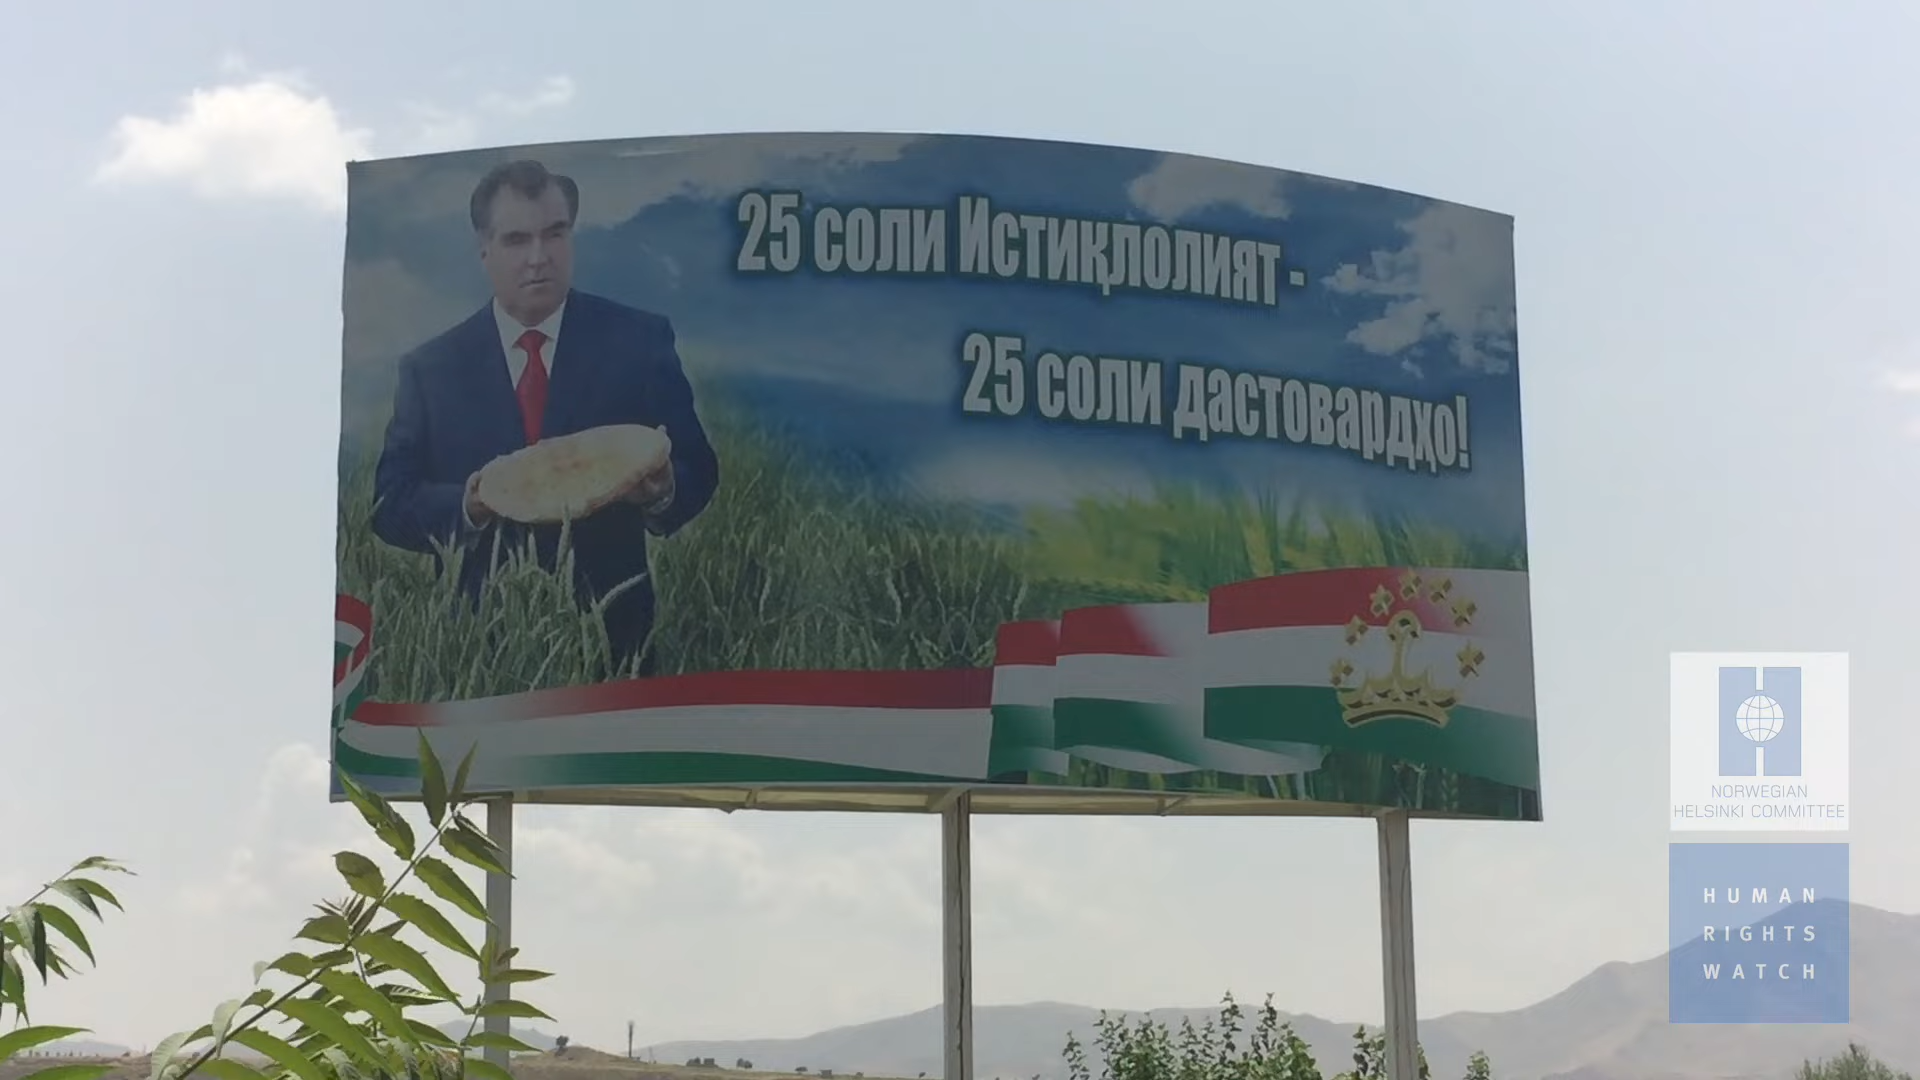 25 соли Истиқлолият -
25 соли дастовардҳо!
NORWEGIAN
HELSINKI COMMITTEE
HUMAN
RIGHTS
WATCH